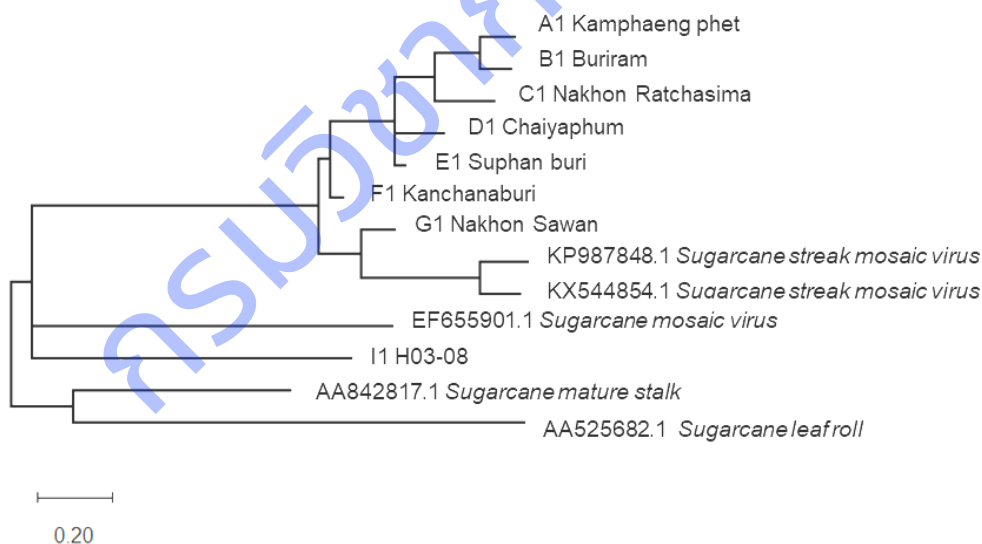 A1 Kamphaeng phet
B1 Buriram
C1 Nakhon Ratchasima
D1 Chaiyaphum
E1 Suphan buri
F1 Kanchanaburi
G1 Nakhon Sawan
KP987848.1 Sugarcane streak mosaic virus
KX544854.1 Sugarcane streak mosaic virus
EF655901.1 Sugarcane mosaic virus
I1 H03-08
AA842817.1 Sugarcane mature stalk
AA525682.1 Sugarcane leaf roll
0.20